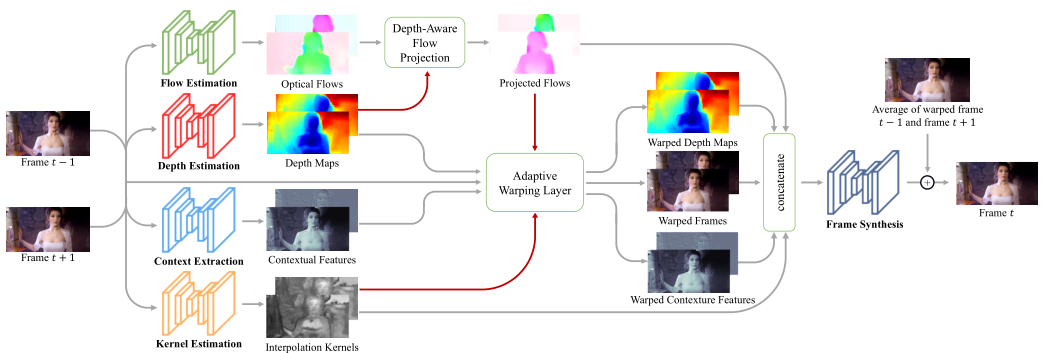 Frame t − 1
Frame t + 1
Flow Estimation
Depth Estimation
Context Extraction
Kernel Estimation
Optical Flows
Depth Maps
Contextual Features
Interpolation Kernels
Depth-Aware
Flow
Projection
Projected Flows
Adaptive
Warping Layer
Warped Depth Maps
Warped Frames
Warped Contexture Features
concatenate
Frame Synthesis
Average of warped frame
t − 1 and frame t + 1
Frame t